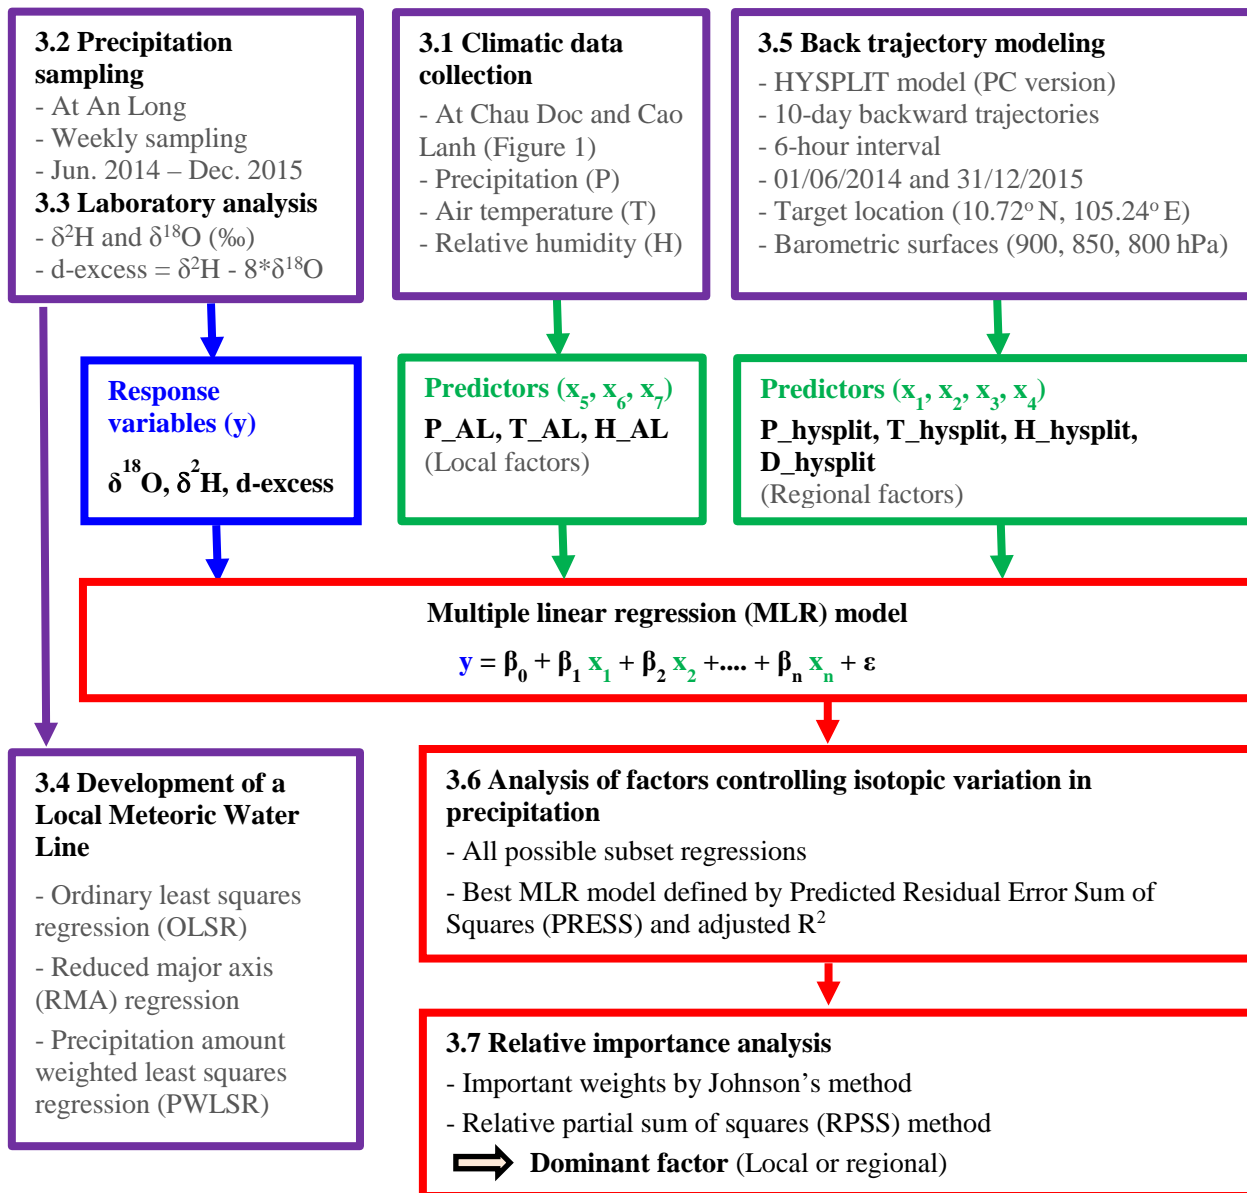 3.2 Precipitation
sampling
- At An Long
- Weekly sampling
- Jun. 2014 – Dec. 2015
3.3 Laboratory analysis
- δ²H and δ¹⁸O (‰)
- d-excess = δ²H - 8*δ¹⁸O
3.1 Climatic data
collection
- At Chau Doc and Cao
Lanh (Figure 1)
- Precipitation (P)
- Air temperature (T)
- Relative humidity (H)
3.5 Back trajectory modeling
- HYSPLIT model (PC version)
- 10-day backward trajectories
- 6-hour interval
- 01/06/2014 and 31/12/2015
- Target location (10.72° N, 105.24° E)
- Barometric surfaces (900, 850, 800 hPa)
Response
variables (y)
δ¹⁸O, δ²H, d-excess
Predictors (x₅, x₆, x₇)
P_AL, T_AL, H_AL
(Local factors)
Predictors (x₁, x₂, x₃, x₄)
P_hysplit, T_hysplit, H_hysplit,
D_hysplit
(Regional factors)
Multiple linear regression (MLR) model
y = β₀ + β₁ x₁ + β₂ x₂ +.... + βₙ xₙ + ε
3.4 Development of a
Local Meteoric Water
Line
- Ordinary least squares
regression (OLSR)
- Reduced major axis
(RMA) regression
- Precipitation amount
weighted least squares
regression (PWLSR)
3.6 Analysis of factors controlling isotopic variation in
precipitation
- All possible subset regressions
- Best MLR model defined by Predicted Residual Error Sum of
Squares (PRESS) and adjusted R²
3.7 Relative importance analysis
- Important weights by Johnson’s method
- Relative partial sum of squares (RPSS) method
Dominant factor (Local or regional)